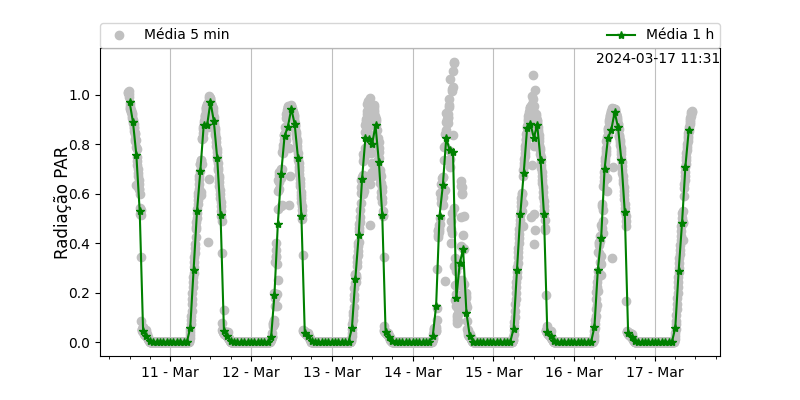 Média 5 min
Média 1 h
2024-03-17 11:31
Radiação PAR
1.0
0.8
0.6
0.4
0.2
0.0
11 - Mar
12 - Mar
13 - Mar
14 - Mar
15 - Mar
16 - Mar
17 - Mar